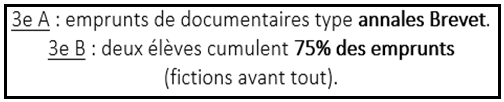 3e A : emprunts de documentaires type annales Brevet.
3e B : deux élèves cumulent 75% des emprunts
(fictions avant tout).